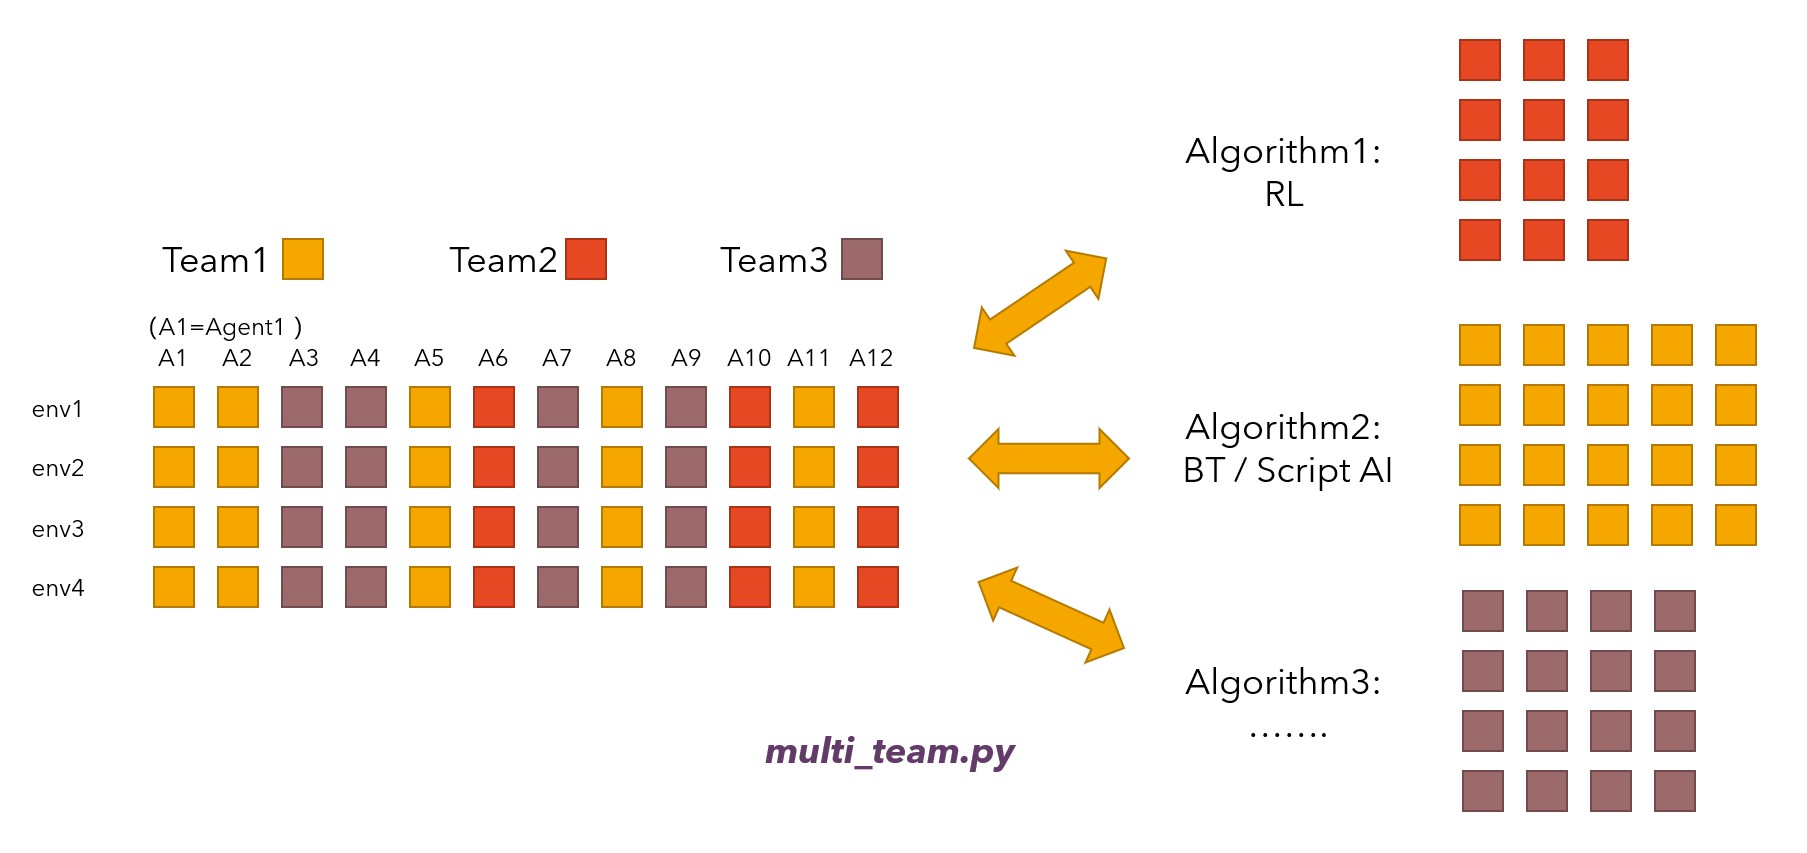 Team1
Team2
Team3
(A1=Agent1 )
A1 A2 A3 A4 A5 A6 A7 A8 A9 A10 A11 A12
env1
env2
env3
env4
Algorithm1:
RL
Algorithm2:
BT / Script AI
Algorithm3:
.......
multi_team.py